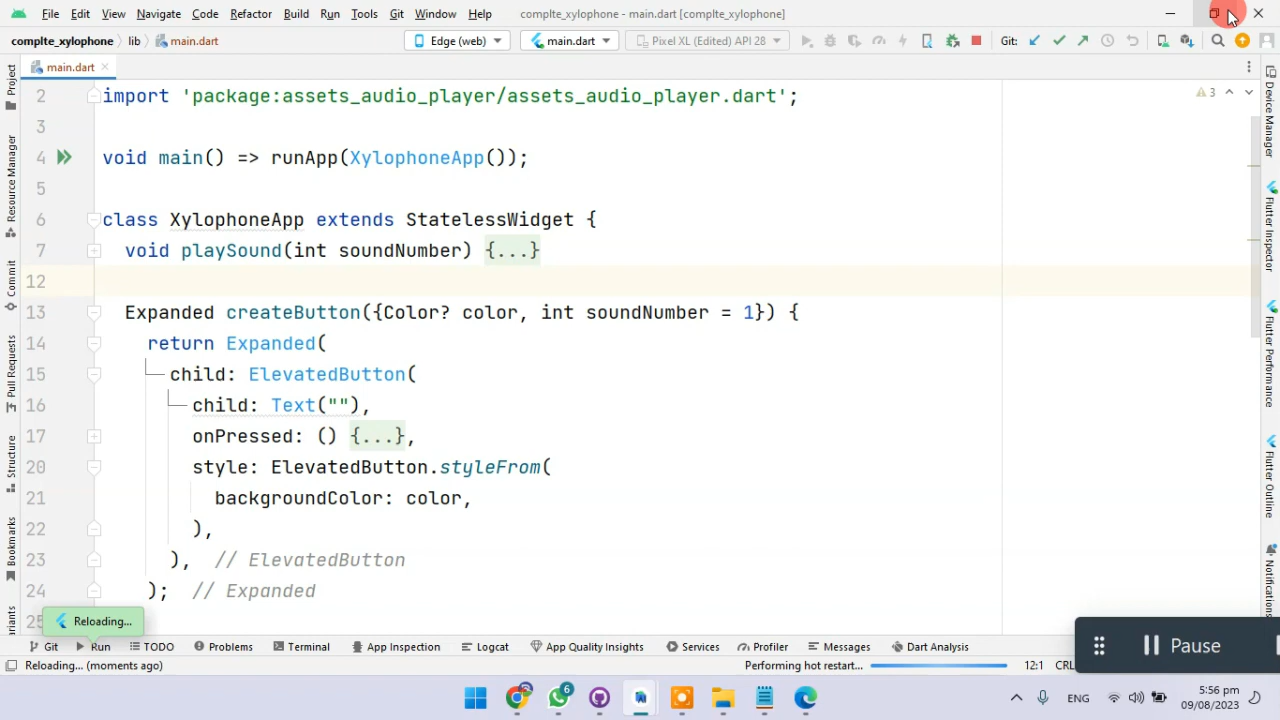 File Edit View Navigate Code Refactor Build Run Tools Git Window Help complte_xylophone - main.dart [complte_xylophone]
complte_xylophone lib main.dart Edge (web) main.dart Pixel XL (Edited) API 28 Git:
main.dart
2 import 'package:assets_audio_player/assets_audio_player.dart'; 3
3
4 void main() => runApp(XylophoneApp());
5
6 class XylophoneApp extends StatelessWidget {
7 void playSound(int soundNumber) {...}
12
13 Expanded createButton({Color? color, int soundNumber = 1}) {
14 return Expanded(
15 child: ElevatedButton(
16 child: Text(""),
17 onPressed: () {...},
20 style: ElevatedButton.styleFrom(
21 backgroundColor: color,
22 ),
23 ), // ElevatedButton
24 ); // Expanded
25
Project
Resource Manager
Commit
Pull Requests
Structure
Bookmarks
Device Manager
Flutter Inspector
Flutter Performance
Flutter Outline
Notifications
Reloading...
Pause
Git Run TODO Problems Terminal App Inspection Logcat App Quality Insights Services Profiler Messages Dart Analysis
Reloading... (moments ago) Performing hot restart... 12:1
6 ENG 5:56 pm
09/08/2023